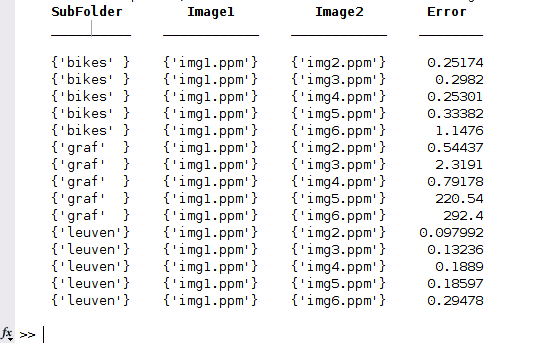 SubFolder Image1 Image2 Error
{'bikes' } {'img1.ppm'} {'img2.ppm'} 0.25174
{'bikes' } {'img1.ppm'} {'img3.ppm'} 0.2982
{'bikes' } {'img1.ppm'} {'img4.ppm'} 0.25301
{'bikes' } {'img1.ppm'} {'img5.ppm'} 0.33382
{'bikes' } {'img1.ppm'} {'img6.ppm'} 1.1476
{'graf' } {'img1.ppm'} {'img2.ppm'} 0.54437
{'graf' } {'img1.ppm'} {'img3.ppm'} 2.3191
{'graf' } {'img1.ppm'} {'img4.ppm'} 0.79178
{'graf' } {'img1.ppm'} {'img5.ppm'} 220.54
{'graf' } {'img1.ppm'} {'img6.ppm'} 292.4
{'leuven'} {'img1.ppm'} {'img2.ppm'} 0.097992
{'leuven'} {'img1.ppm'} {'img3.ppm'} 0.13236
{'leuven'} {'img1.ppm'} {'img4.ppm'} 0.1889
{'leuven'} {'img1.ppm'} {'img5.ppm'} 0.18597
{'leuven'} {'img1.ppm'} {'img6.ppm'} 0.29478
fx >>